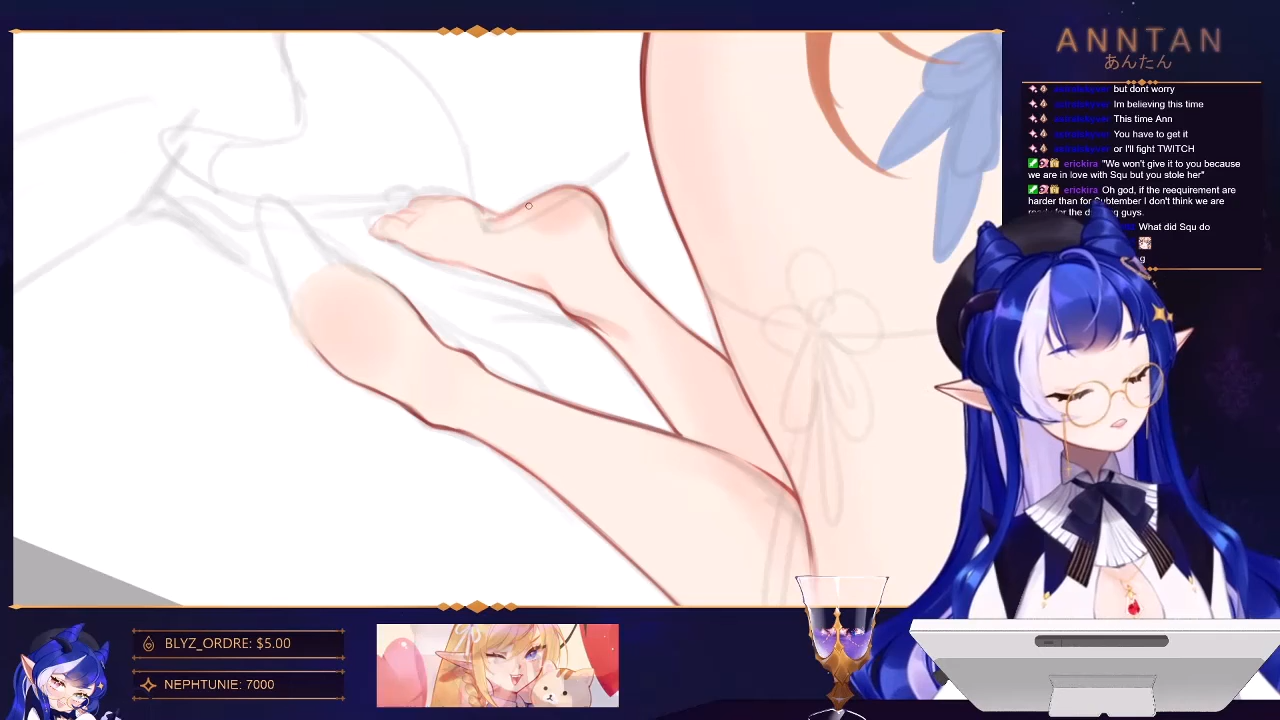 ANNTAN
あんたん
but dont worry
Im believing this time
This time Ann
You have to get it
or I'll fight TWITCH
erickira "We won't give it to you because
we are in love with Squ but you stole her"
erickira Oh god, if the reequirement are
harder than for Subtember I don't think we are
guys.
What did Squ do
BLYZ_ORDRE: $5.00
NEPHTUNIE: 7000